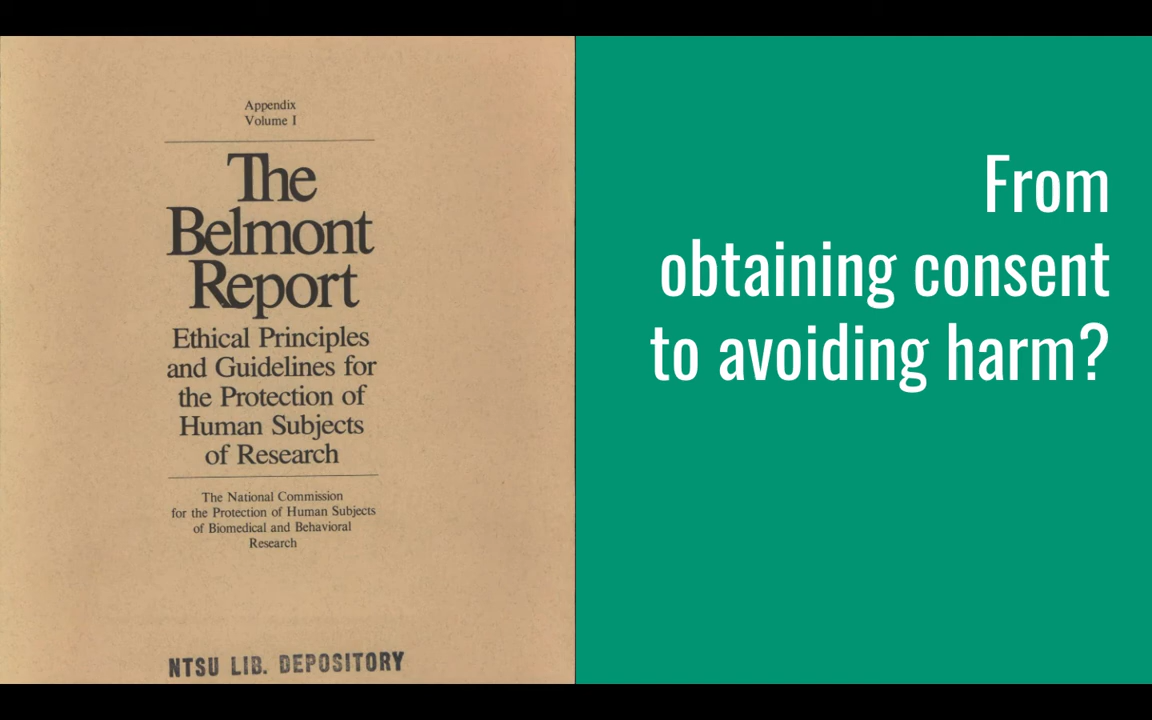 Appendix
Volume I
The
Belmont
Report
Ethical Principles
and Guidelines for
the Protection of
Human Subjects
of Research
The National Commission
for the Protection of Human Subjects
of Biomedical and Behavioral
Research
NTSU LIB. DEPOSITORY
From
obtaining consent
to avoiding harm?